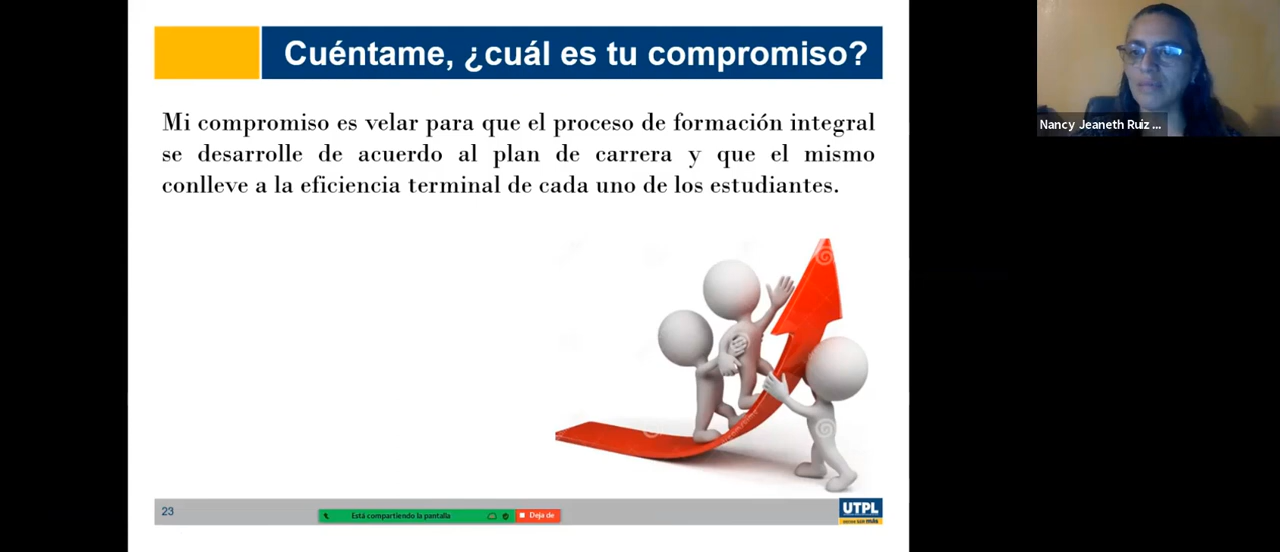 Cuéntame, ¿cuál es tu compromiso?
Mi compromiso es velar para que el proceso de formación integral
se desarrolle de acuerdo al plan de carrera y que el mismo
conlleve a la eficiencia terminal de cada uno de los estudiantes.
Nancy Jeaneth Ruiz ...
23
Está compartiendo la pantalla
Deja de
UTPL